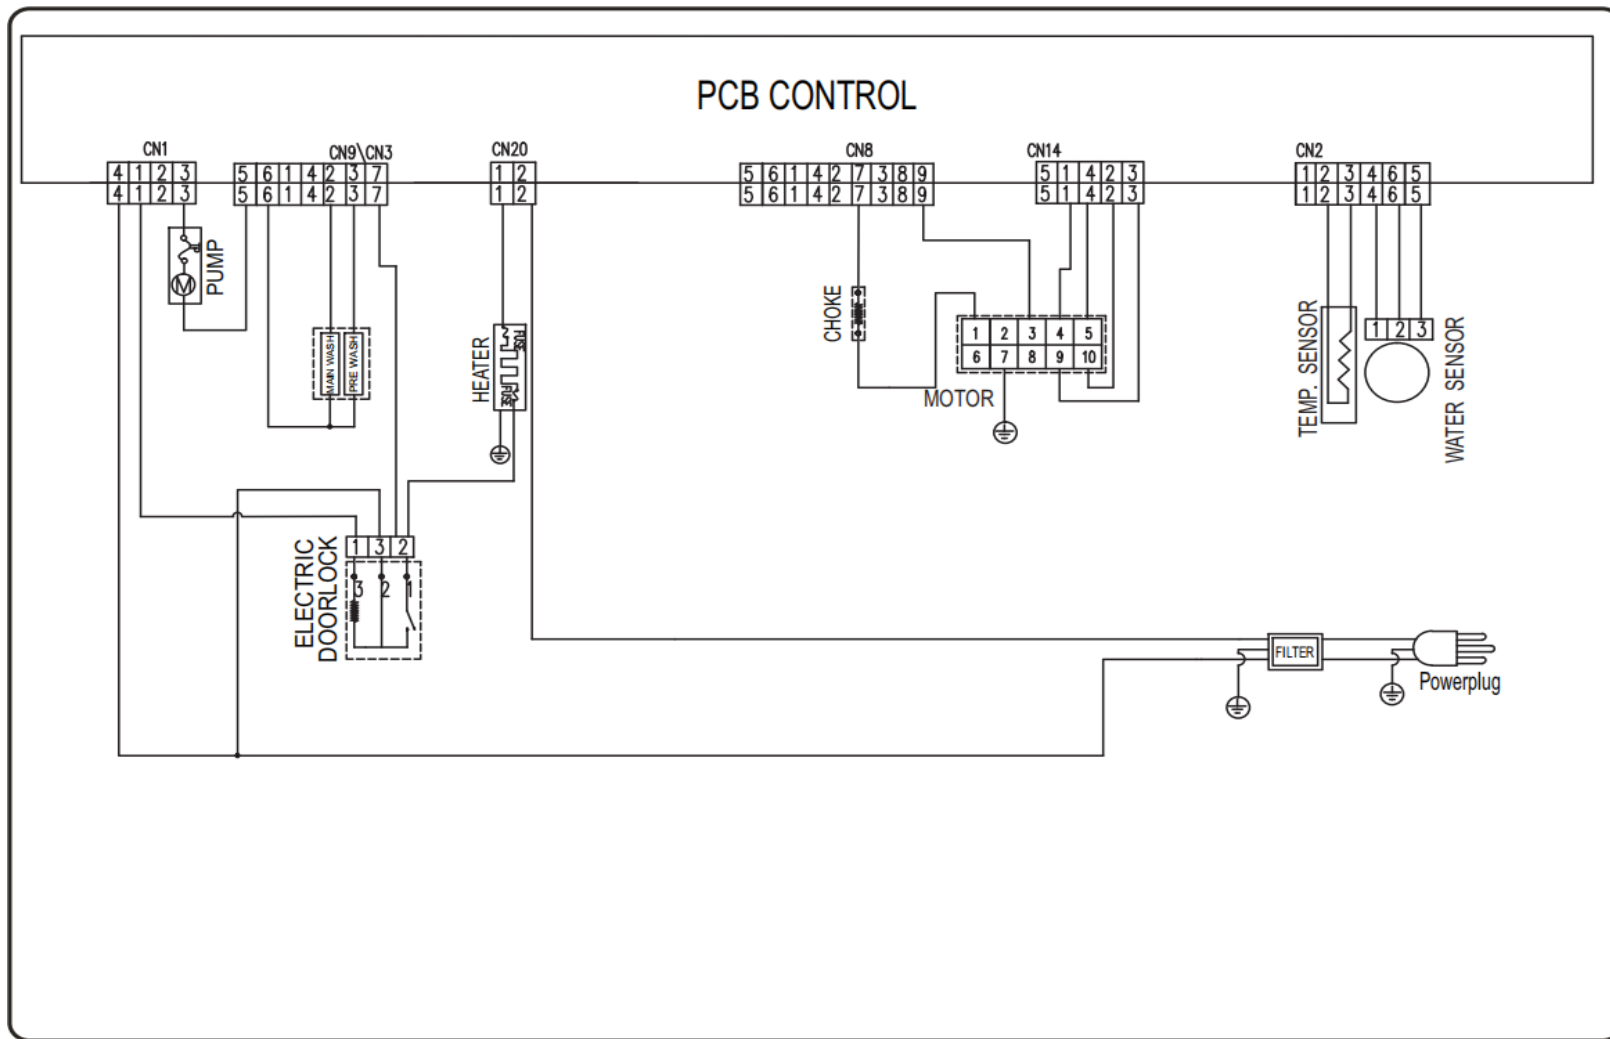 PCB CONTROL
CN1
CN9\CN3
CN20
CN8
CN14
CN2
4 1 2 3
5 6 1 4 2 3 7
1 2
5 6 1 4 2 7 3 8 9
5 1 4 2 3
1 2 3 4 6 5
4 1 2 3
5 6 1 4 2 3 7
1 2
5 6 1 4 2 7 3 8 9
5 1 4 2 3
1 2 3 4 6 5
M
PUMP
MAIN WASH
PRE WASH
HEATER
FUSE
FUSE
CHOKE
1 2 3 4 5
6 7 8 9 10
MOTOR
TEMP. SENSOR
1 2 3
WATER SENSOR
ELECTRIC
DOORLOCK
1 3 2
3 2 1
FILTER
Powerplug